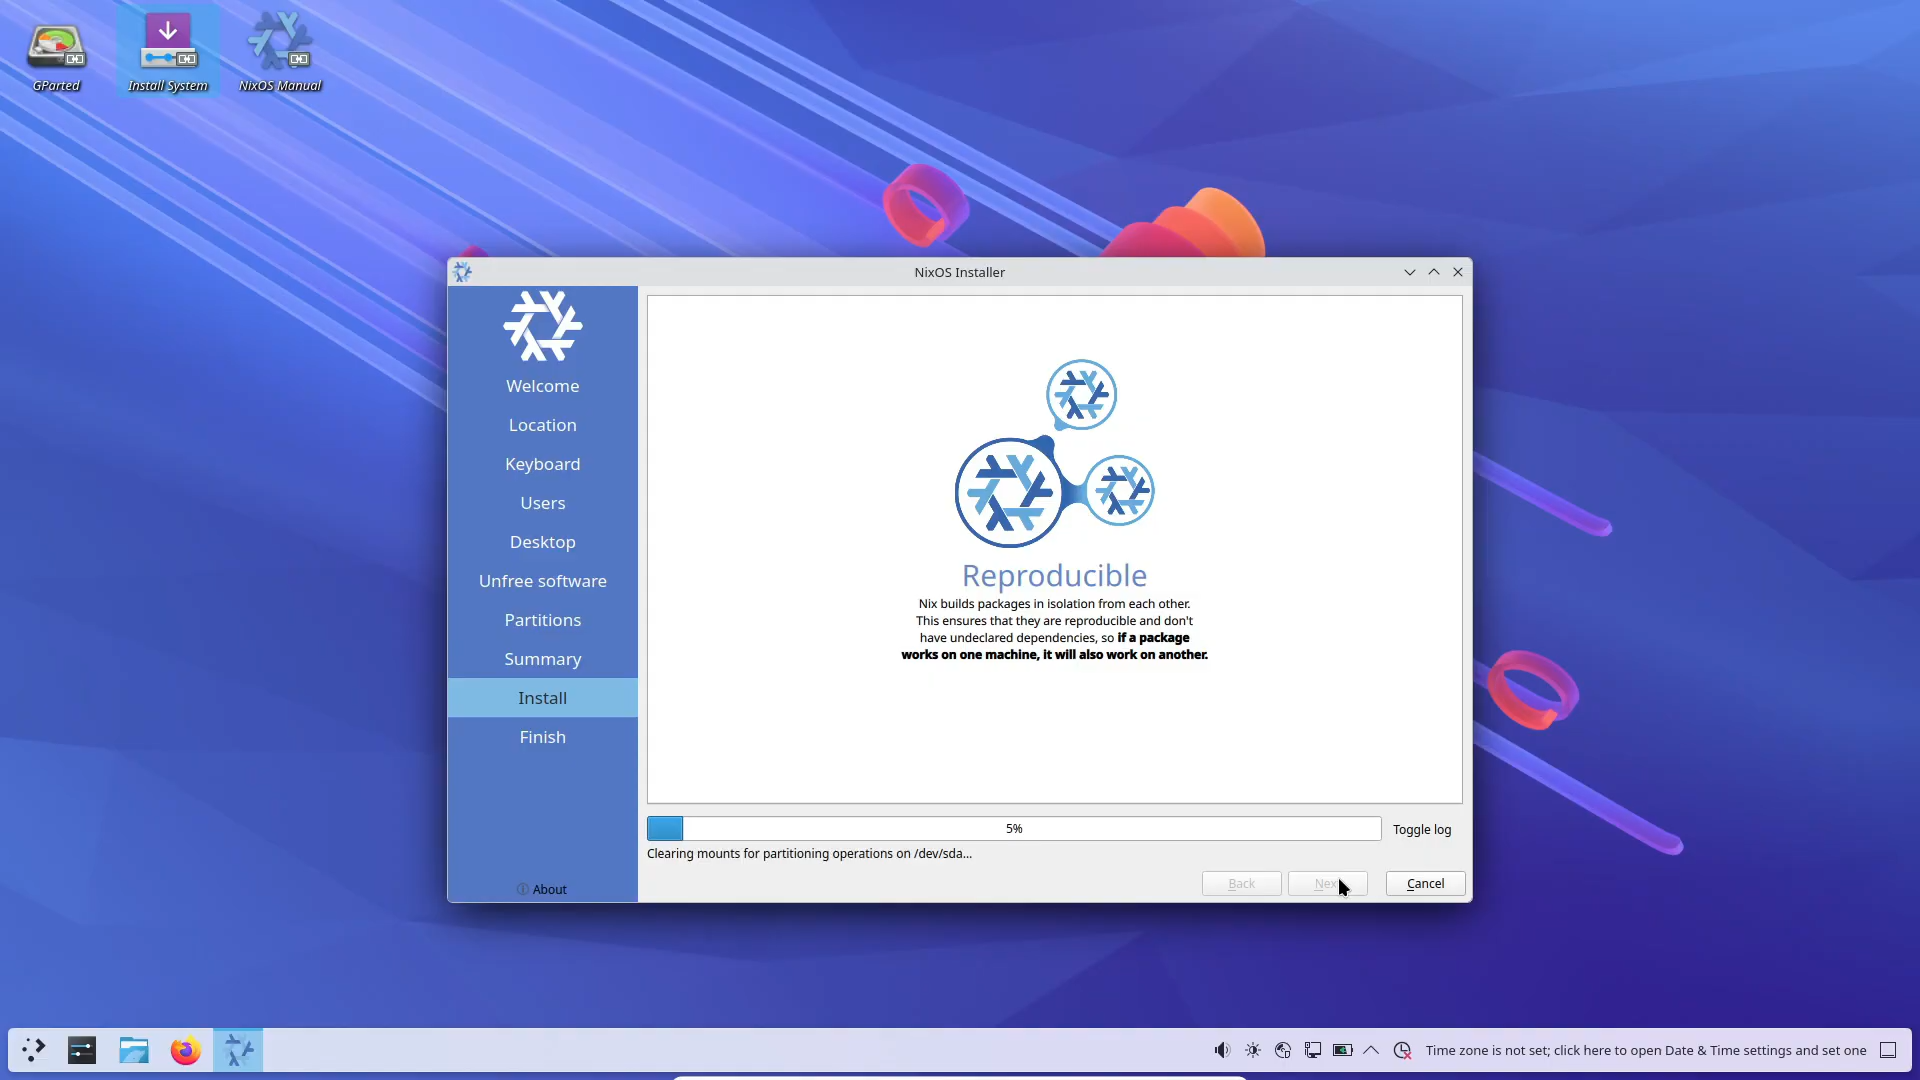 GParted
Install System
NixOS Manual
NixOS Installer
Welcome
Location
Keyboard
Users
Desktop
Unfree software
Partitions
Summary
Install
Finish
About
Reproducible
Nix builds packages in isolation from each other.
This ensures that they are reproducible and don't
have undeclared dependencies, so if a package
works on one machine, it will also work on another.
5%
Toggle log
Clearing mounts for partitioning operations on /dev/sda...
Back
Cancel
Time zone is not set; click here to open Date & Time settings and set one